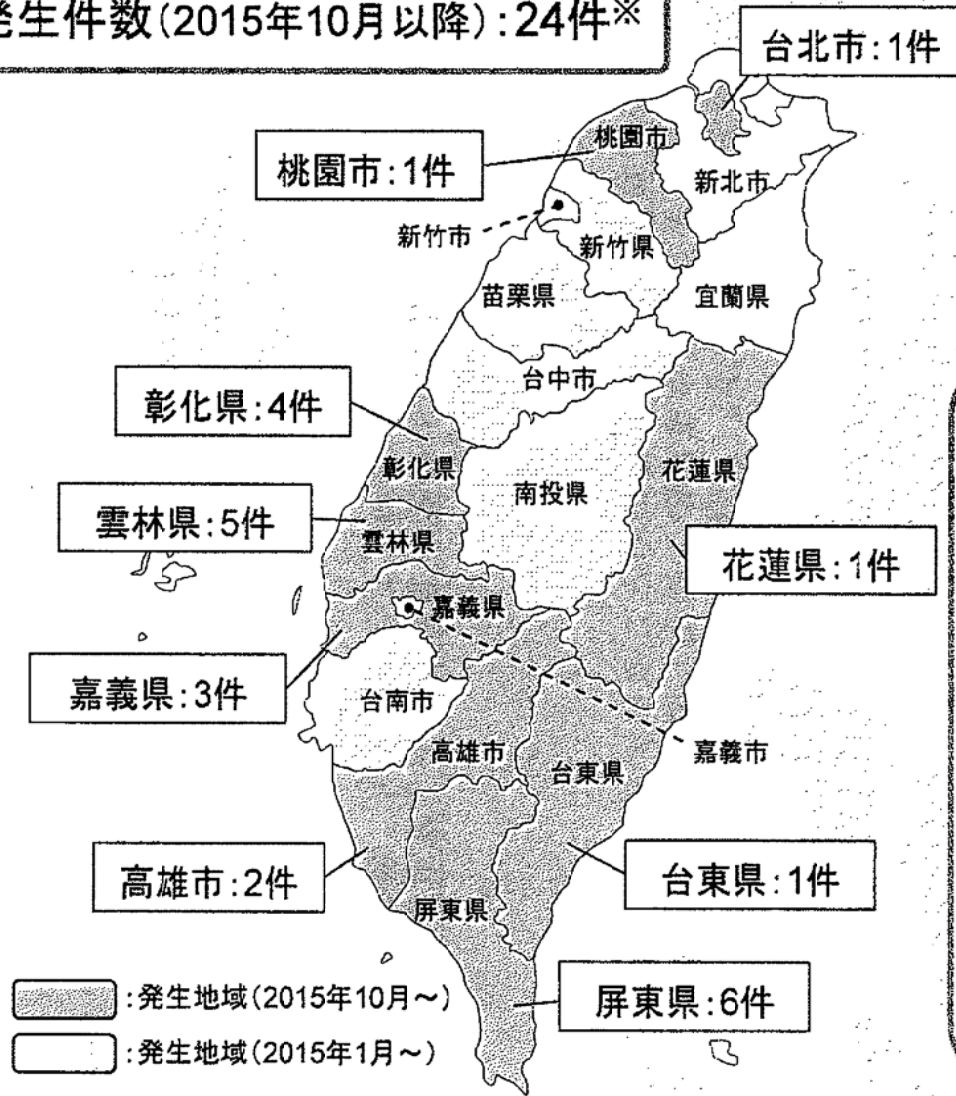 発生件数(2015年10月以降):24件※
台北市:1件
桃園市
桃園市:1件
新北市
新竹市
新竹県
苗栗県
宜蘭県
台中市
彰化県:4件
彰化県
花蓮県
南投県
雲林県:5件
雲林県
花蓮県:1件
嘉義県
嘉義県:3件
台南市
高雄市
嘉義市
台東県
高雄市:2件
台東県:1件
屏東県
屏東県:6件
:発生地域(2015年10月~)
:発生地域(2015年1月~)